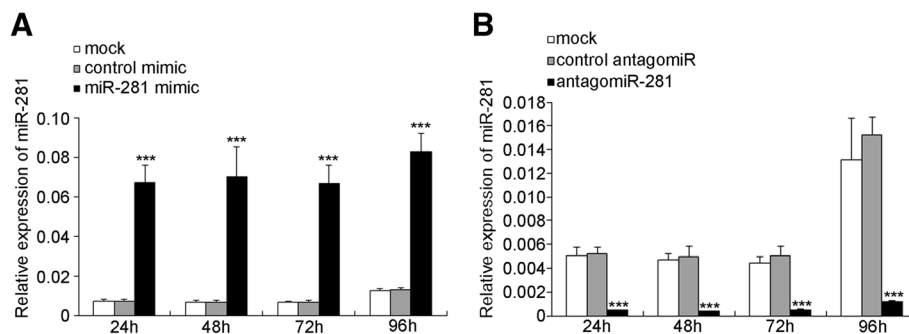 A
mock
control mimic
miR-281 mimic
Relative expression of miR-281
0.10
0.08
0.06
0.04
0.02
0
***
***
***
***
24h
48h
72h
96h
B
mock
control antagomiR
antagomiR-281
Relative expression of miR-281
0.018
0.016
0.014
0.012
0.010
0.008
0.006
0.004
0.002
0
***
***
***
***
24h
48h
72h
96h